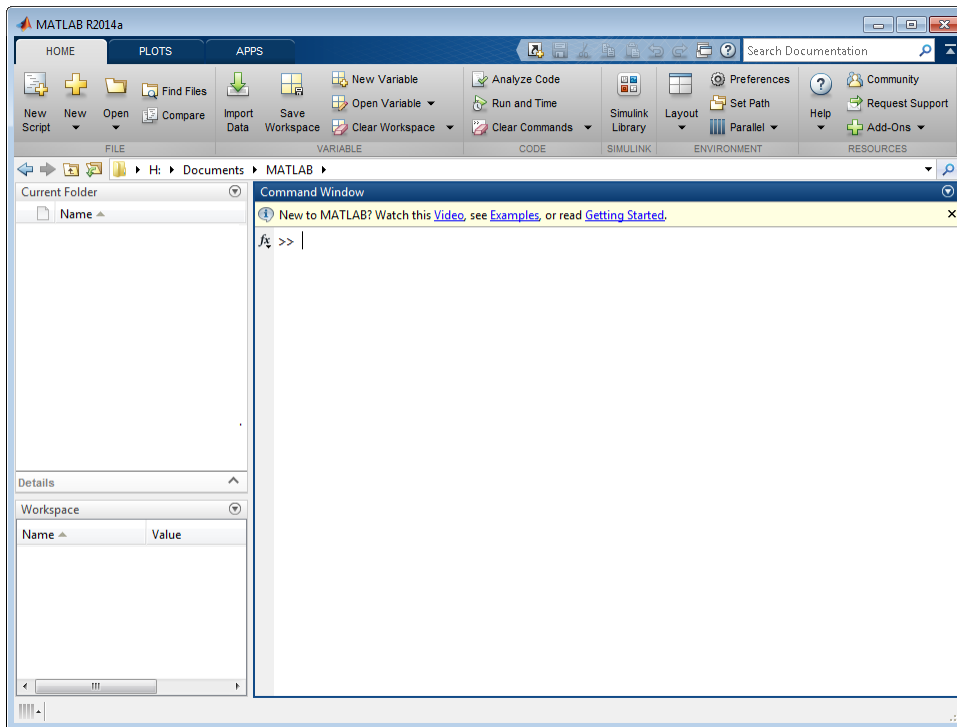 MATLAB R2014a
HOME PLOTS APPS Search Documentation
New Script New Open Find Files Compare Import Data Save Workspace New Variable Open Variable Clear Workspace Analyze Code Run and Time Clear Commands Simulink Library Layout Preferences Set Path Parallel Help Community Request Support Add-Ons
FILE VARIABLE CODE SIMULINK ENVIRONMENT RESOURCES
H: Documents MATLAB
Current Folder
Name
Details
Workspace
Name Value
Command Window
New to MATLAB? Watch this Video, see Examples, or read Getting Started.
fx >>